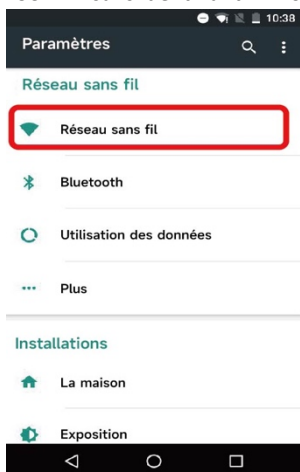 10:38
Paramètres
Réseau sans fil
Réseau sans fil
Bluetooth
Utilisation des données
Plus
Installations
La maison
Exposition